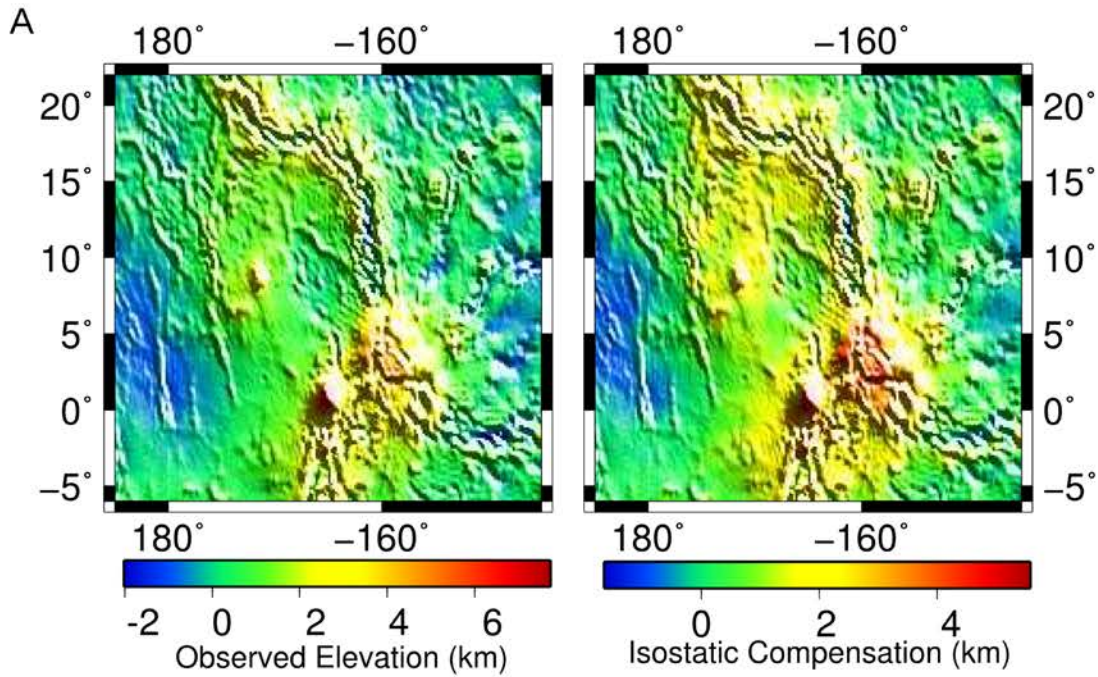 A
180° −160° 180° −160°
20° 20°
15° 15°
10° 10°
5° 5°
0° 0°
−5° −5°
180° −160° 180° −160°
-2 0 2 4 6 0 2 4
Observed Elevation (km) Isostatic Compensation (km)